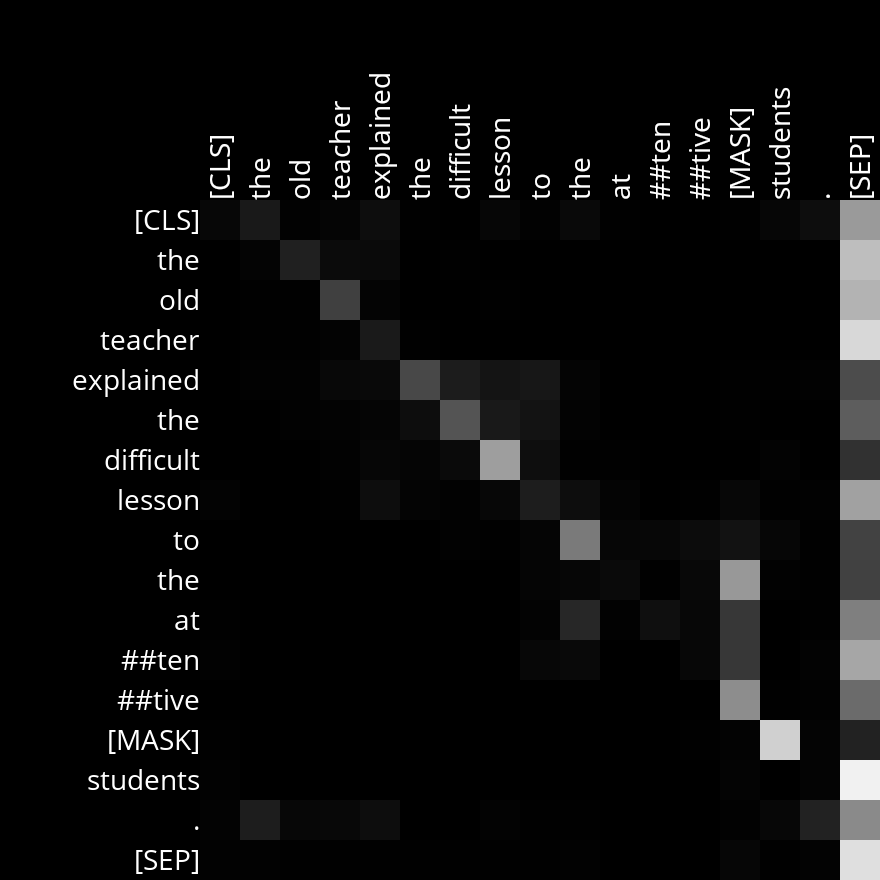 [CLS] the old teacher explained the difficult lesson to the at ##ten ##tive [MASK] students . [SEP]
[CLS]
the
old
teacher
explained
the
difficult
lesson
to
the
at
##ten
##tive
[MASK]
students
.
[SEP]